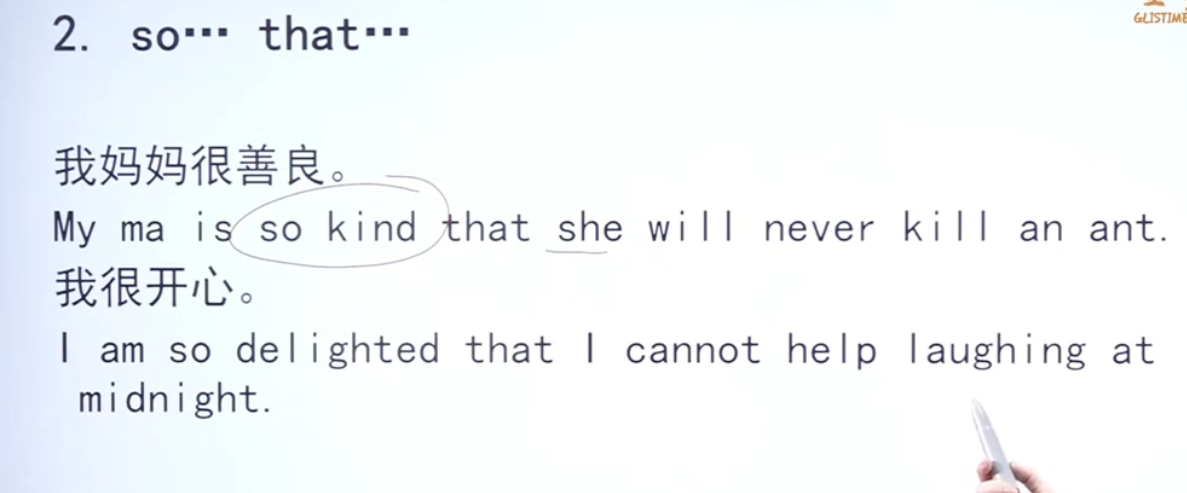 GLISTIME
2. so… that…
我妈妈很善良。
My ma is so kind that she will never kill an ant.
我很开心。
I am so delighted that I cannot help laughing at
midnight.